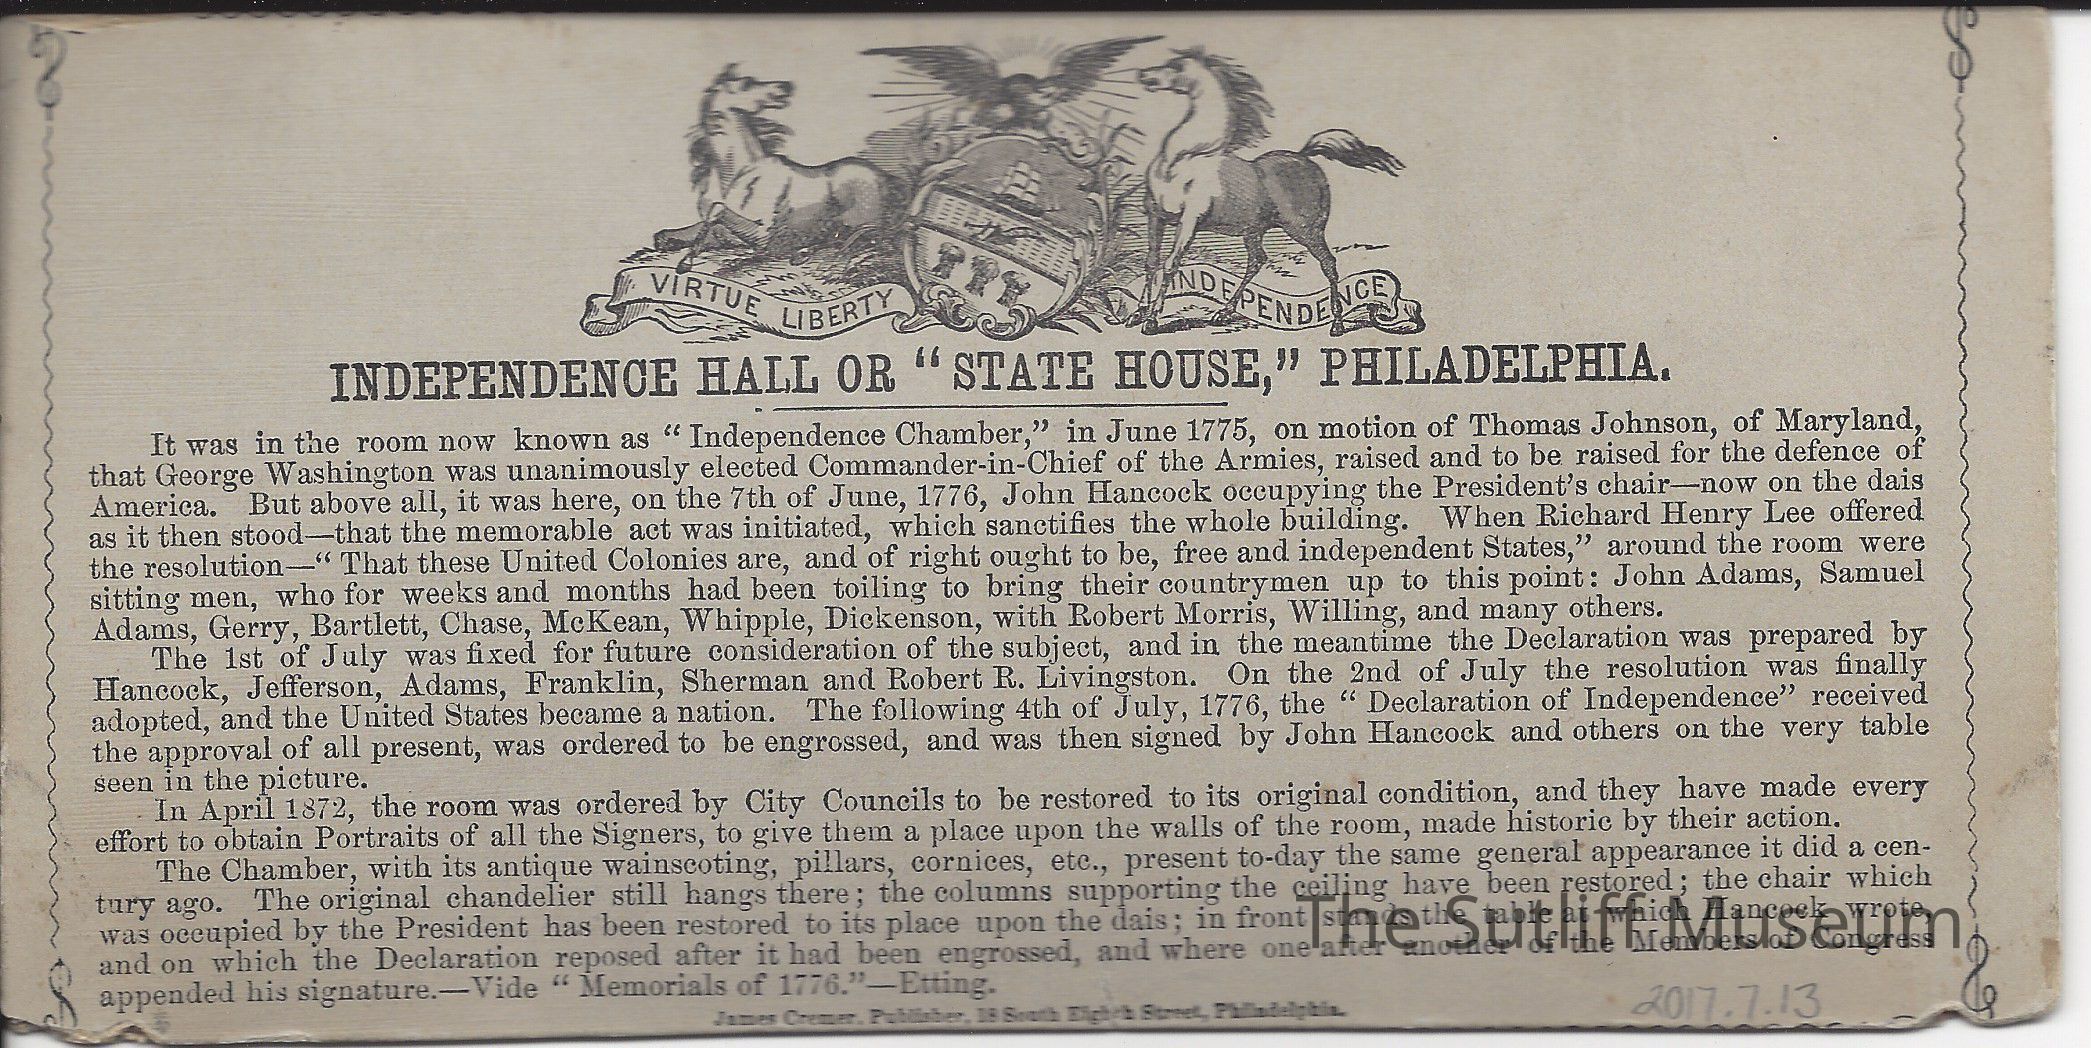 VIRTUE LIBERTY INDEPENDENCE
INDEPENDENCE HALL OR “STATE HOUSE,” PHILADELPHIA.
It was in the room now known as “Independence Chamber,” in June 1775, on motion of Thomas Johnson, of Maryland,
that George Washington was unanimously elected Commander-in-Chief of the Armies, raised and to be raised for the defence of
America. But above all, it was here, on the 7th of June, 1776, John Hancock occupying the President’s chair—now on the dais
as it then stood—that the memorable act was initiated, which sanctifies the whole building. When Richard Henry Lee offered
the resolution—“That these United Colonies are, and of right ought to be, free and independent States,” around the room were
sitting men, who for weeks and months had been toiling to bring their countrymen up to this point: John Adams, Samuel
Adams, Gerry, Bartlett, Chase, McKean, Whipple, Dickenson, with Robert Morris, Willing, and many others.
The 1st of July was fixed for future consideration of the subject, and in the meantime the Declaration was prepared by
Hancock, Jefferson, Adams, Franklin, Sherman and Robert R. Livingston. On the 2nd of July the resolution was finally
adopted, and the United States became a nation. The following 4th of July, 1776, the “Declaration of Independence” received
the approval of all present, was ordered to be engrossed, and was then signed by John Hancock and others on the very table
seen in the picture.
In April 1872, the room was ordered by City Councils to be restored to its original condition, and they have made every
effort to obtain Portraits of all the Signers, to give them a place upon the walls of the room, made historic by their action.
The Chamber, with its antique wainscoting, pillars, cornices, etc., present to-day the same general appearance it did a cen-
tury ago. The original chandelier still hangs there; the columns supporting the ceiling have been restored; the chair which
was occupied by the President has been restored to its place upon the dais; in front stands the table at which Hancock wrote,
and on which the Declaration reposed after it had been engrossed, and where one after another of the Members of Congress
appended his signature.—Vide “Memorials of 1776.”—Etting.
James Cremer, Publisher, 18 South Eighth Street, Philadelphia.
The Sutliff Museum
2017.7.13